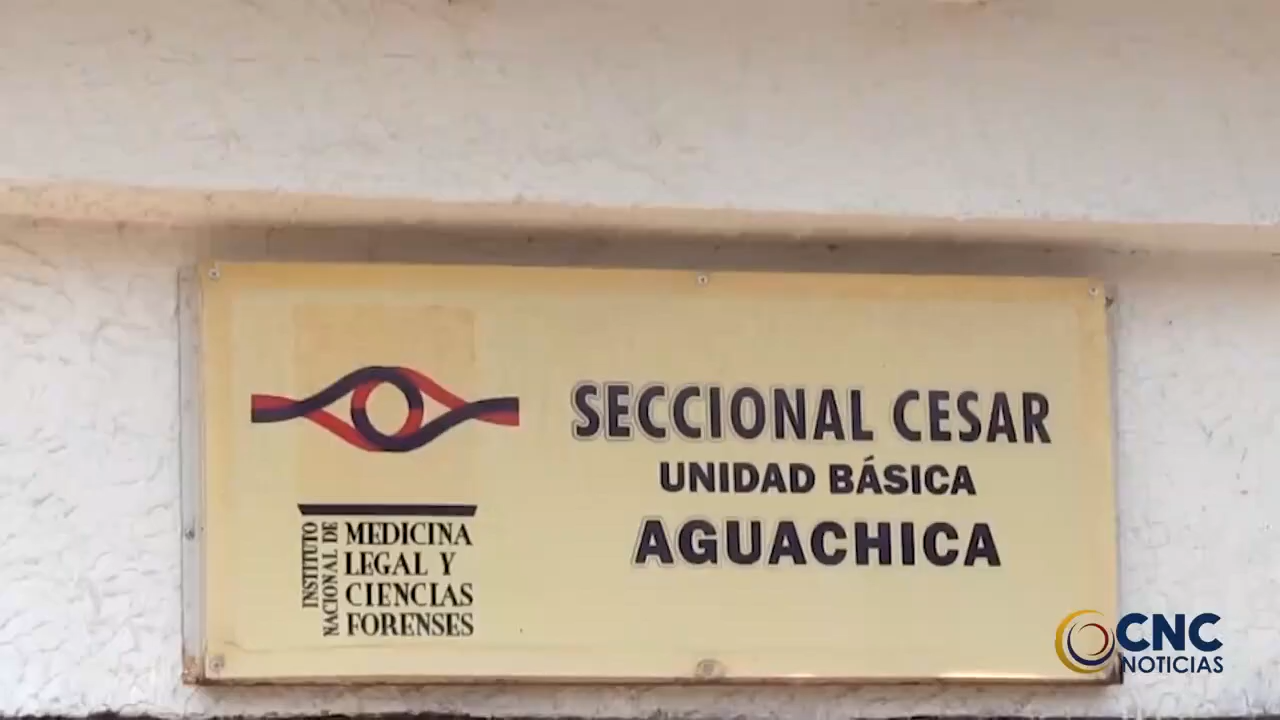 SECCIONAL CESAR
UNIDAD BÁSICA
AGUACHICA
INSTITUTO
NACIONAL DE
MEDICINA
LEGAL Y
CIENCIAS
FORENSES
CNC
NOTICIAS